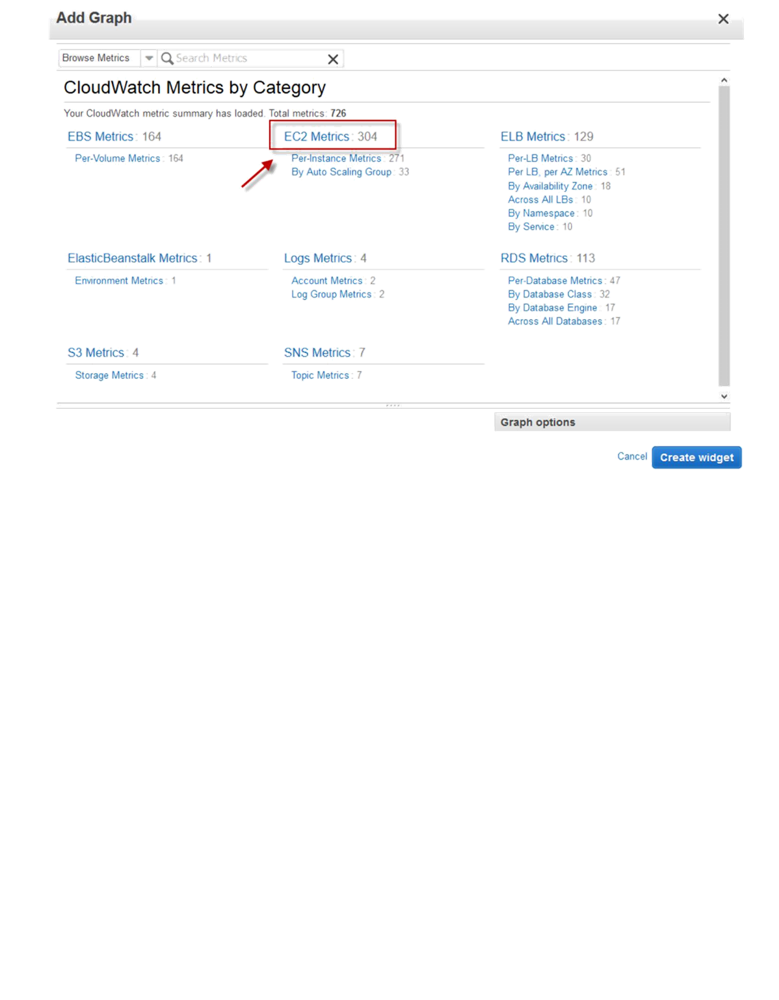 Add Graph
Browse Metrics
Search Metrics
CloudWatch Metrics by Category
Your CloudWatch metric summary has loaded. Total metrics: 726
EBS Metrics: 164
Per-Volume Metrics: 164
EC2 Metrics: 304
Per-Instance Metrics: 271
By Auto Scaling Group: 33
ELB Metrics: 129
Per-LB Metrics: 30
Per LB, per AZ Metrics: 51
By Availability Zone: 18
Across All LBs: 10
By Namespace: 10
By Service: 10
ElasticBeanstalk Metrics: 1
Environment Metrics: 1
Logs Metrics: 4
Account Metrics: 2
Log Group Metrics: 2
RDS Metrics: 113
Per-Database Metrics: 47
By Database Class: 32
By Database Engine: 17
Across All Databases: 17
S3 Metrics: 4
Storage Metrics: 4
SNS Metrics: 7
Topic Metrics: 7
Graph options
Cancel
Create widget